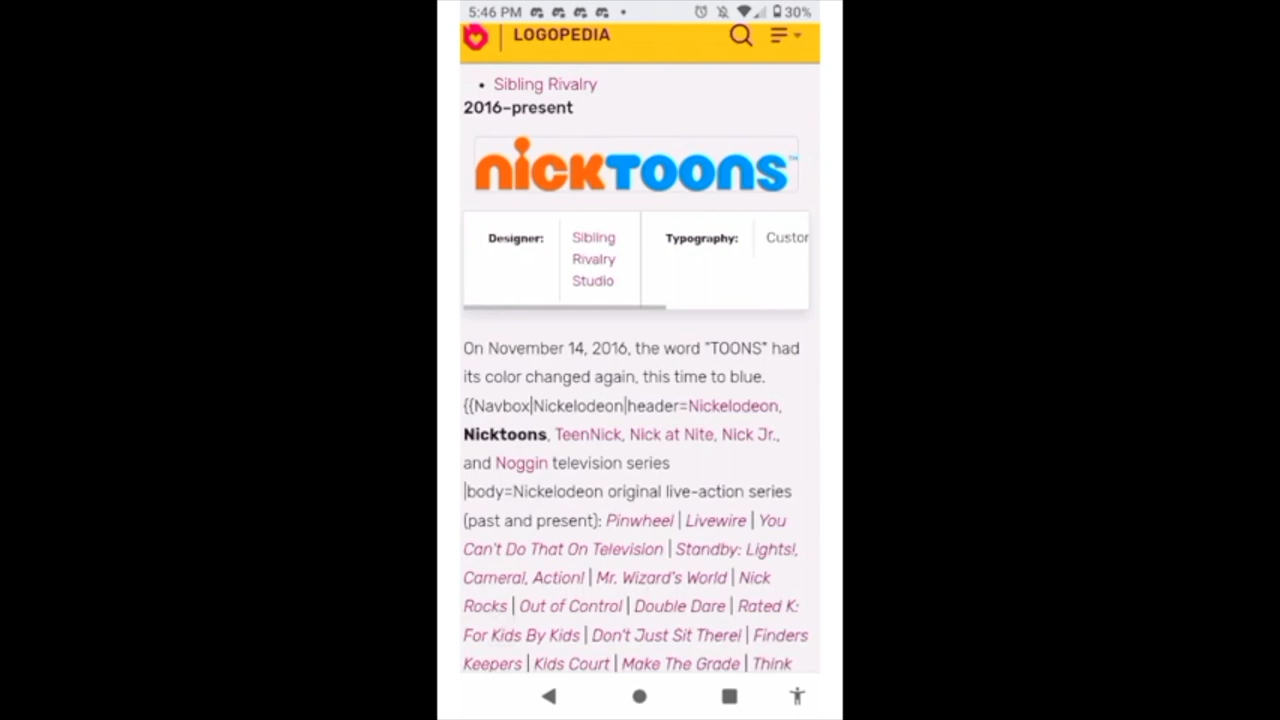 5:46 PM • 30%
LOGOPEDIA
• Sibling Rivalry
2016–present
nickTOONS™
Designer: Sibling Rivalry Studio
Typography: Custor
On November 14, 2016, the word "TOONS" had
its color changed again, this time to blue.
{{Navbox|Nickelodeon|header=Nickelodeon,
Nicktoons, TeenNick, Nick at Nite, Nick Jr.,
and Noggin television series
|body=Nickelodeon original live-action series
(past and present): Pinwheel | Livewire | You
Can't Do That On Television | Standby: Lights!,
Camera!, Action! | Mr. Wizard's World | Nick
Rocks | Out of Control | Double Dare | Rated K:
For Kids By Kids | Don't Just Sit There! | Finders
Keepers | Kids Court | Make The Grade | Think